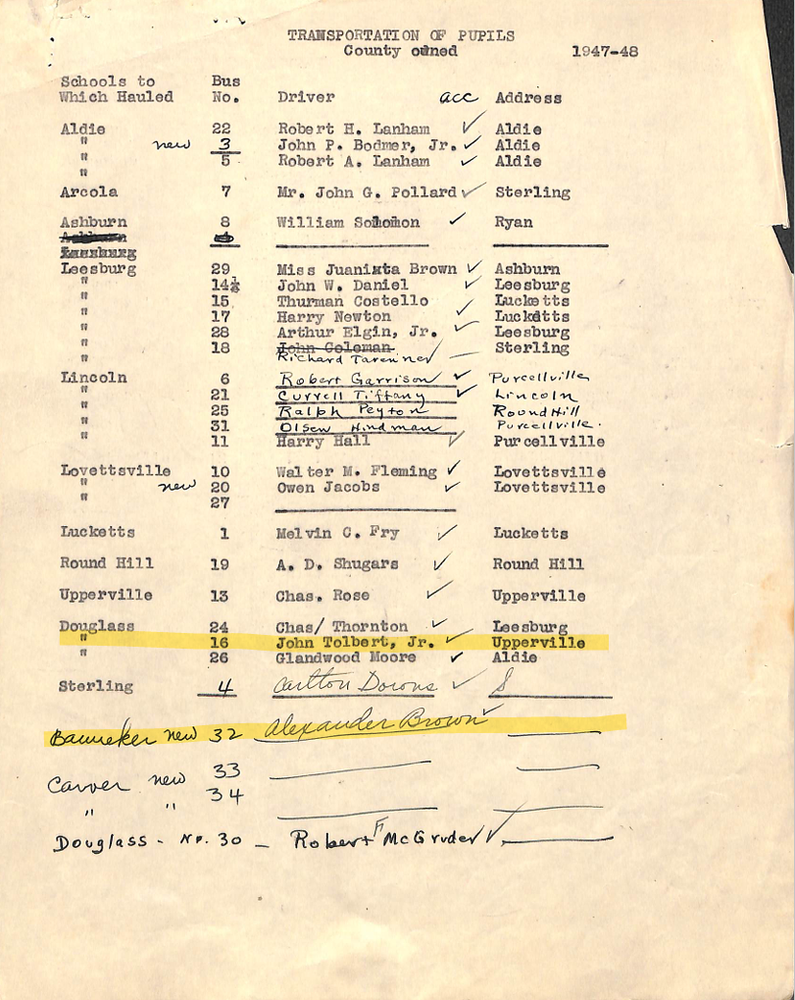 TRANSPORTATION OF PUPILS
County owned 1947-48
Schools to Bus
Which Hauled No. Driver acc Address
Aldie 22 Robert H. Lanham ✓ Aldie
" new 3 John P. Bodmer, Jr. ✓ Aldie
" 5 Robert A. Lanham ✓ Aldie
"
Arcola 7 Mr. John G. Pollard ✓ Sterling
Ashburn 8 William Solomon ✓ Ryan
Ashburn
Leesburg
Leesburg 29 Miss Juanita Brown ✓ Ashburn
" 14½ John W. Daniel ✓ Leesburg
" 15 Thurman Costello ✓ Lucketts
" 17 Harry Newton Lucketts
" 28 Arthur Elgin, Jr. ✓ Leesburg
" 18 John Coleman Sterling
Richard Tavenner
Lincoln 6 Robert Garrison ✓ Purcellville
" 21 Currell Tiffany ✓ Lincoln
" 25 Ralph Peyton Round Hill
" 31 Olsen Hindman Purcellville.
" 11 Harry Hall ✓ Purcellville
Lovettsville 10 Walter M. Fleming ✓ Lovettsville
" new 20 Owen Jacobs ✓ Lovettsville
" 27
Lucketts 1 Melvin C. Fry ✓ Lucketts
Round Hill 19 A. D. Shugars ✓ Round Hill
Upperville 13 Chas. Rose ✓ Upperville
Douglass 24 Chas/ Thornton ✓ Leesburg
" 16 John Tolbert, Jr. ✓ Upperville
" 26 Glandwood Moore ✓ Aldie
Sterling 4 Carlton Dorons ✓ S
Banneker new 32 Alexander Brown ✓
Carver new 33
" " 34
Douglass - No. 30 - Robert F McGruder ✓